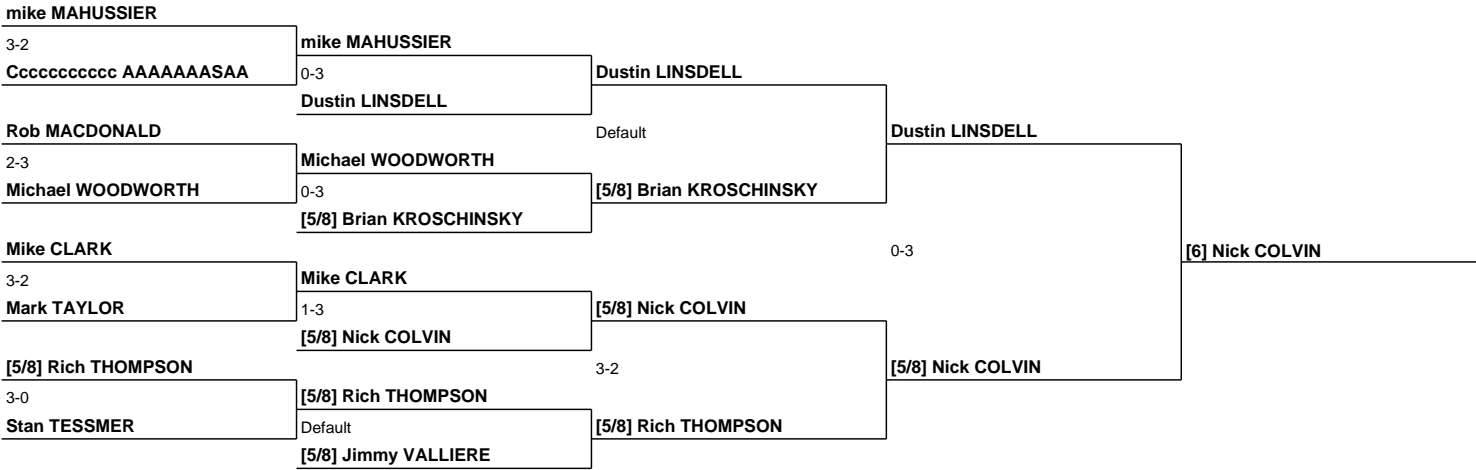 mike MAHUSSIER
3-2
Cccccccccccc AAAAAAASAA
mike MAHUSSIER
0-3
Dustin LINSDELL
Dustin LINSDELL
Rob MACDONALD
2-3
Michael WOODWORTH
Michael WOODWORTH
0-3
[5/8] Brian KROSCHINSKY
Default
[5/8] Brian KROSCHINSKY
Dustin LINSDELL
Mike CLARK
3-2
Mark TAYLOR
Mike CLARK
1-3
[5/8] Nick COLVIN
[5/8] Nick COLVIN
[5/8] Rich THOMPSON
3-0
Stan TESSMER
[5/8] Rich THOMPSON
Default
[5/8] Jimmy VALLIERE
3-2
[5/8] Rich THOMPSON
0-3
[5/8] Nick COLVIN
[6] Nick COLVIN